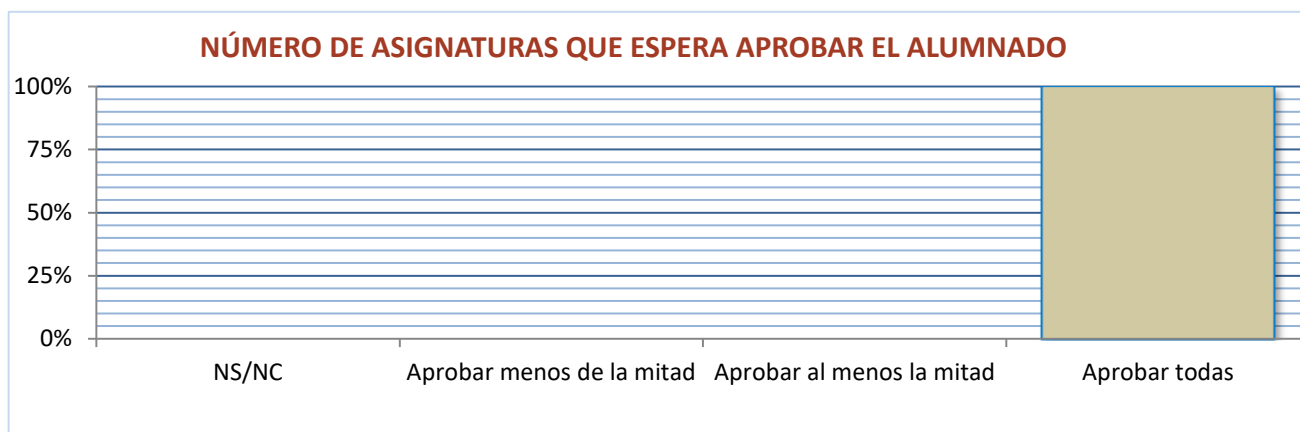 NÚMERO DE ASIGNATURAS QUE ESPERA APROBAR EL ALUMNADO
100%
75%
50%
25%
0%
NS/NC Aprobar menos de la mitad Aprobar al menos la mitad Aprobar todas